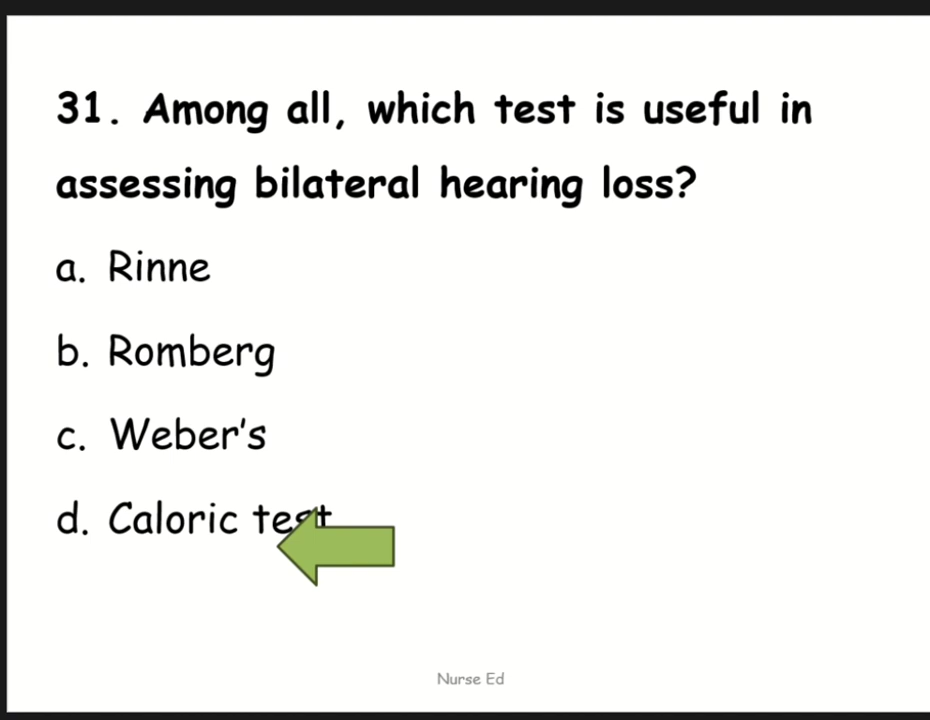 31. Among all, which test is useful in
assessing bilateral hearing loss?
a. Rinne
b. Romberg
c. Weber's
d. Caloric test
Nurse Ed